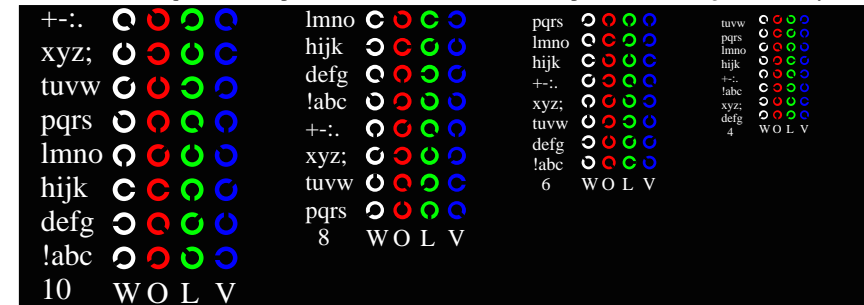 +-:.
xyz;
tuvw
pqrs
lmno
hijk
defg
!abc
10 W O L V
lmno
hijk
defg
!abc
+-:.
xyz;
tuvw
pqrs
8 W O L V
pqrs
lmno
hijk
+-:.
xyz;
tuvw
defg
!abc
6 W O L V
tuvw
pqrs
lmno
hijk
+-:.
!abc
xyz;
defg
4 W O L V